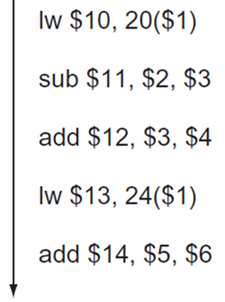 lw $10, 20($1)
sub $11, $2, $3
add $12, $3, $4
lw $13, 24($1)
add $14, $5, $6